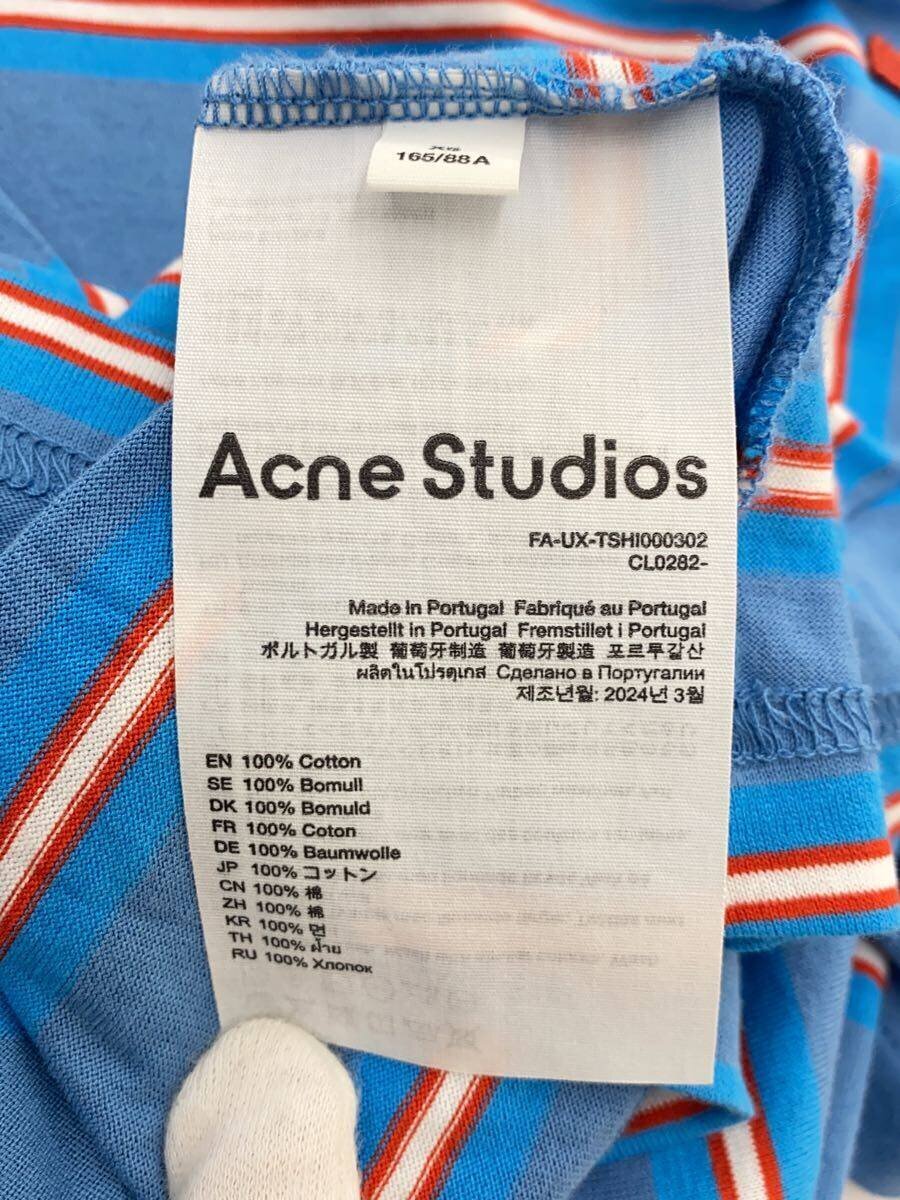 165/88A
Acne Studios
FA-UX-TSHI000302
CL0282-
Made in Portugal Fabriqué au Portugal
Hergestellt in Portugal Fremstillet i Portugal
ポルトガル製 葡萄牙制造 葡萄牙製造 포르투갈산
ผลิตในโปรตุเกส Сделано в Португалии
제조년월: 2024년 3월
EN 100% Cotton
SE 100% Bomull
DK 100% Bomuld
FR 100% Coton
DE 100% Baumwolle
JP 100% コットン
CN 100% 棉
ZH 100% 棉
KR 100% 면
TH 100% ฝ้าย
RU 100% Хлопок